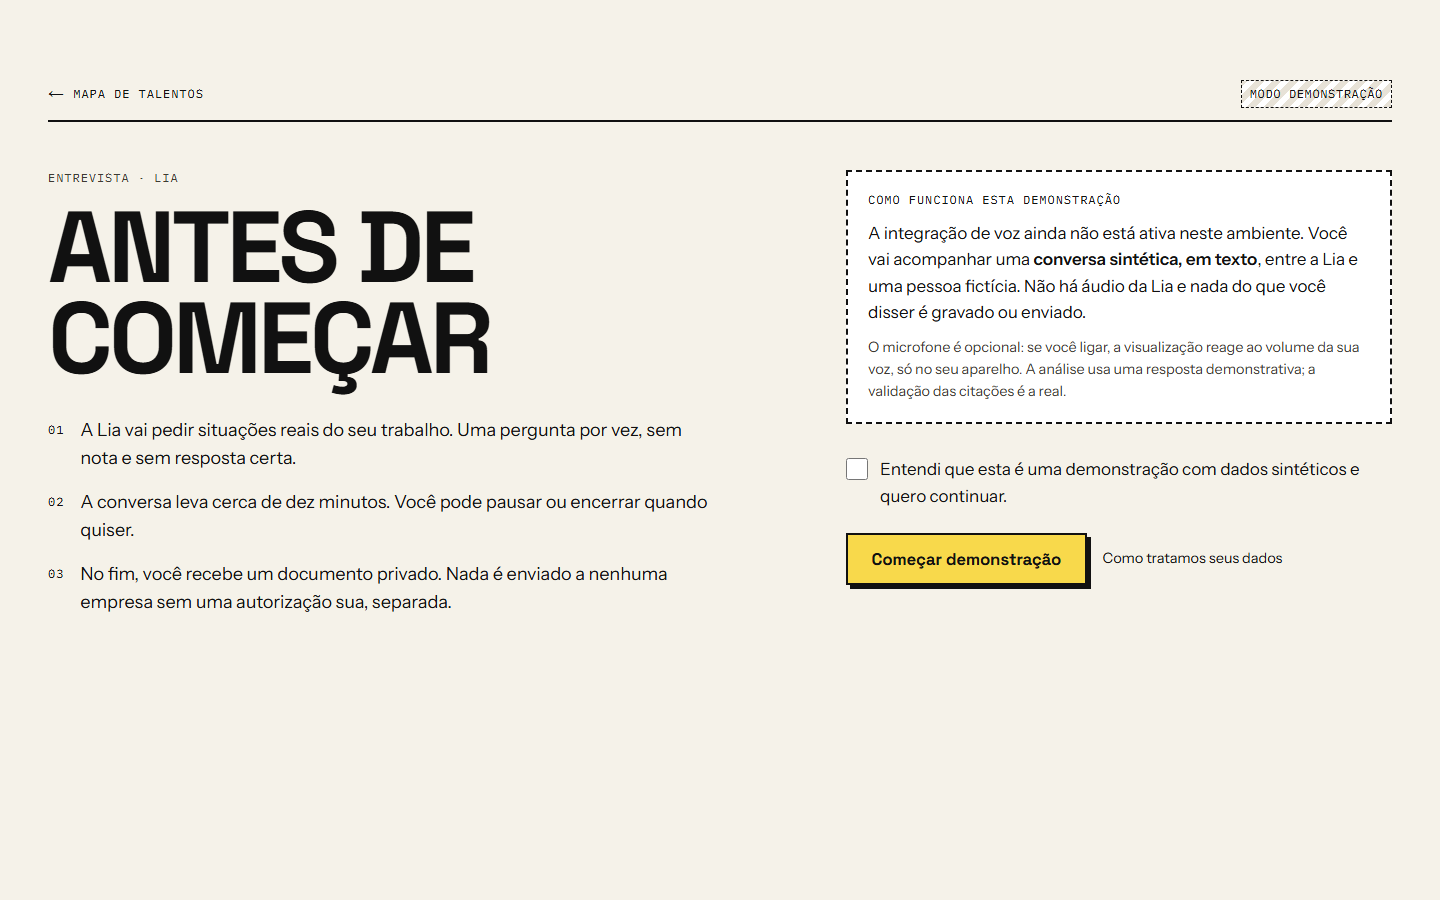 ← MAPA DE TALENTOS
MODO DEMONSTRAÇÃO
ENTREVISTA · LIA
ANTES DE
COMEÇAR
01 A Lia vai pedir situações reais do seu trabalho. Uma pergunta por vez, sem
nota e sem resposta certa.
02 A conversa leva cerca de dez minutos. Você pode pausar ou encerrar quando
quiser.
03 No fim, você recebe um documento privado. Nada é enviado a nenhuma
empresa sem uma autorização sua, separada.
COMO FUNCIONA ESTA DEMONSTRAÇÃO
A integração de voz ainda não está ativa neste ambiente. Você
vai acompanhar uma conversa sintética, em texto, entre a Lia e
uma pessoa fictícia. Não há áudio da Lia e nada do que você
disser é gravado ou enviado.
O microfone é opcional: se você ligar, a visualização reage ao volume da sua
voz, só no seu aparelho. A análise usa uma resposta demonstrativa; a
validação das citações é a real.
Entendi que esta é uma demonstração com dados sintéticos e
quero continuar.
Começar demonstração
Como tratamos seus dados